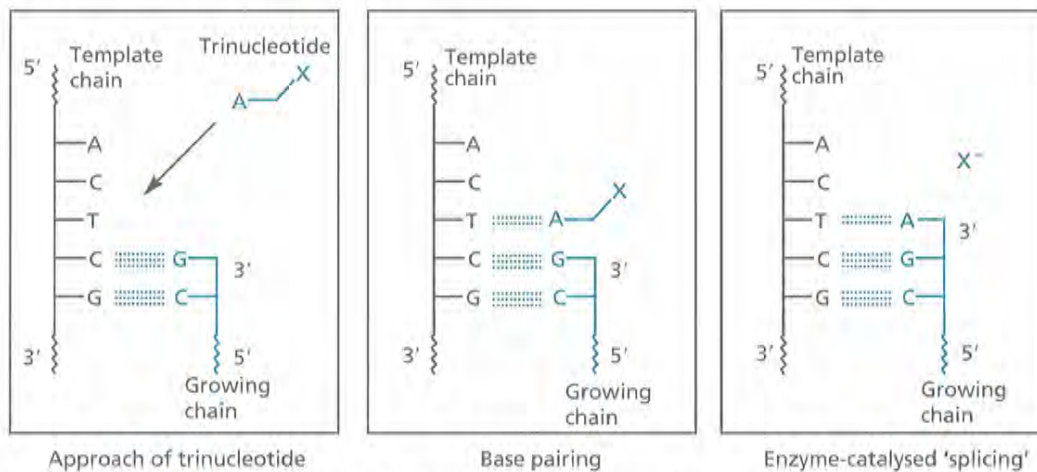 Template
chain
Trinucleotide
5′
X
A
A
C
T
C
G
G
C
3′
3′
5′
Growing
chain
Approach of trinucleotide
Template
chain
5′
A
C
X
T
A
C
G
3′
G
C
3′
5′
Growing
chain
Base pairing
Template
chain
5′
A
X⁻
C
T
A
3′
C
G
G
C
3′
5′
Growing
chain
Enzyme-catalysed ‘splicing’